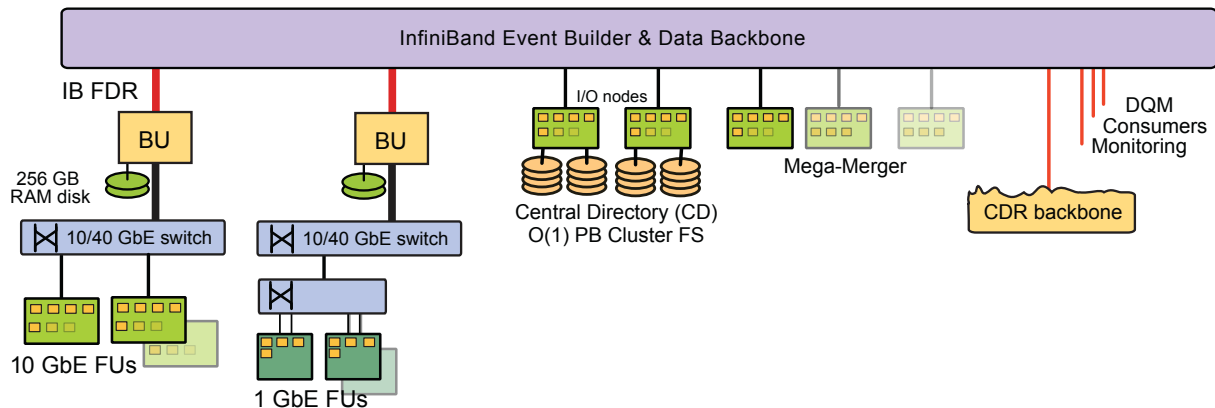 InfiniBand Event Builder & Data Backbone
IB FDR
BU
256 GB
RAM disk
10/40 GbE switch
10 GbE FUs
BU
10/40 GbE switch
1 GbE FUs
I/O nodes
Central Directory (CD)
O(1) PB Cluster FS
Mega-Merger
DQM
Consumers
Monitoring
CDR backbone